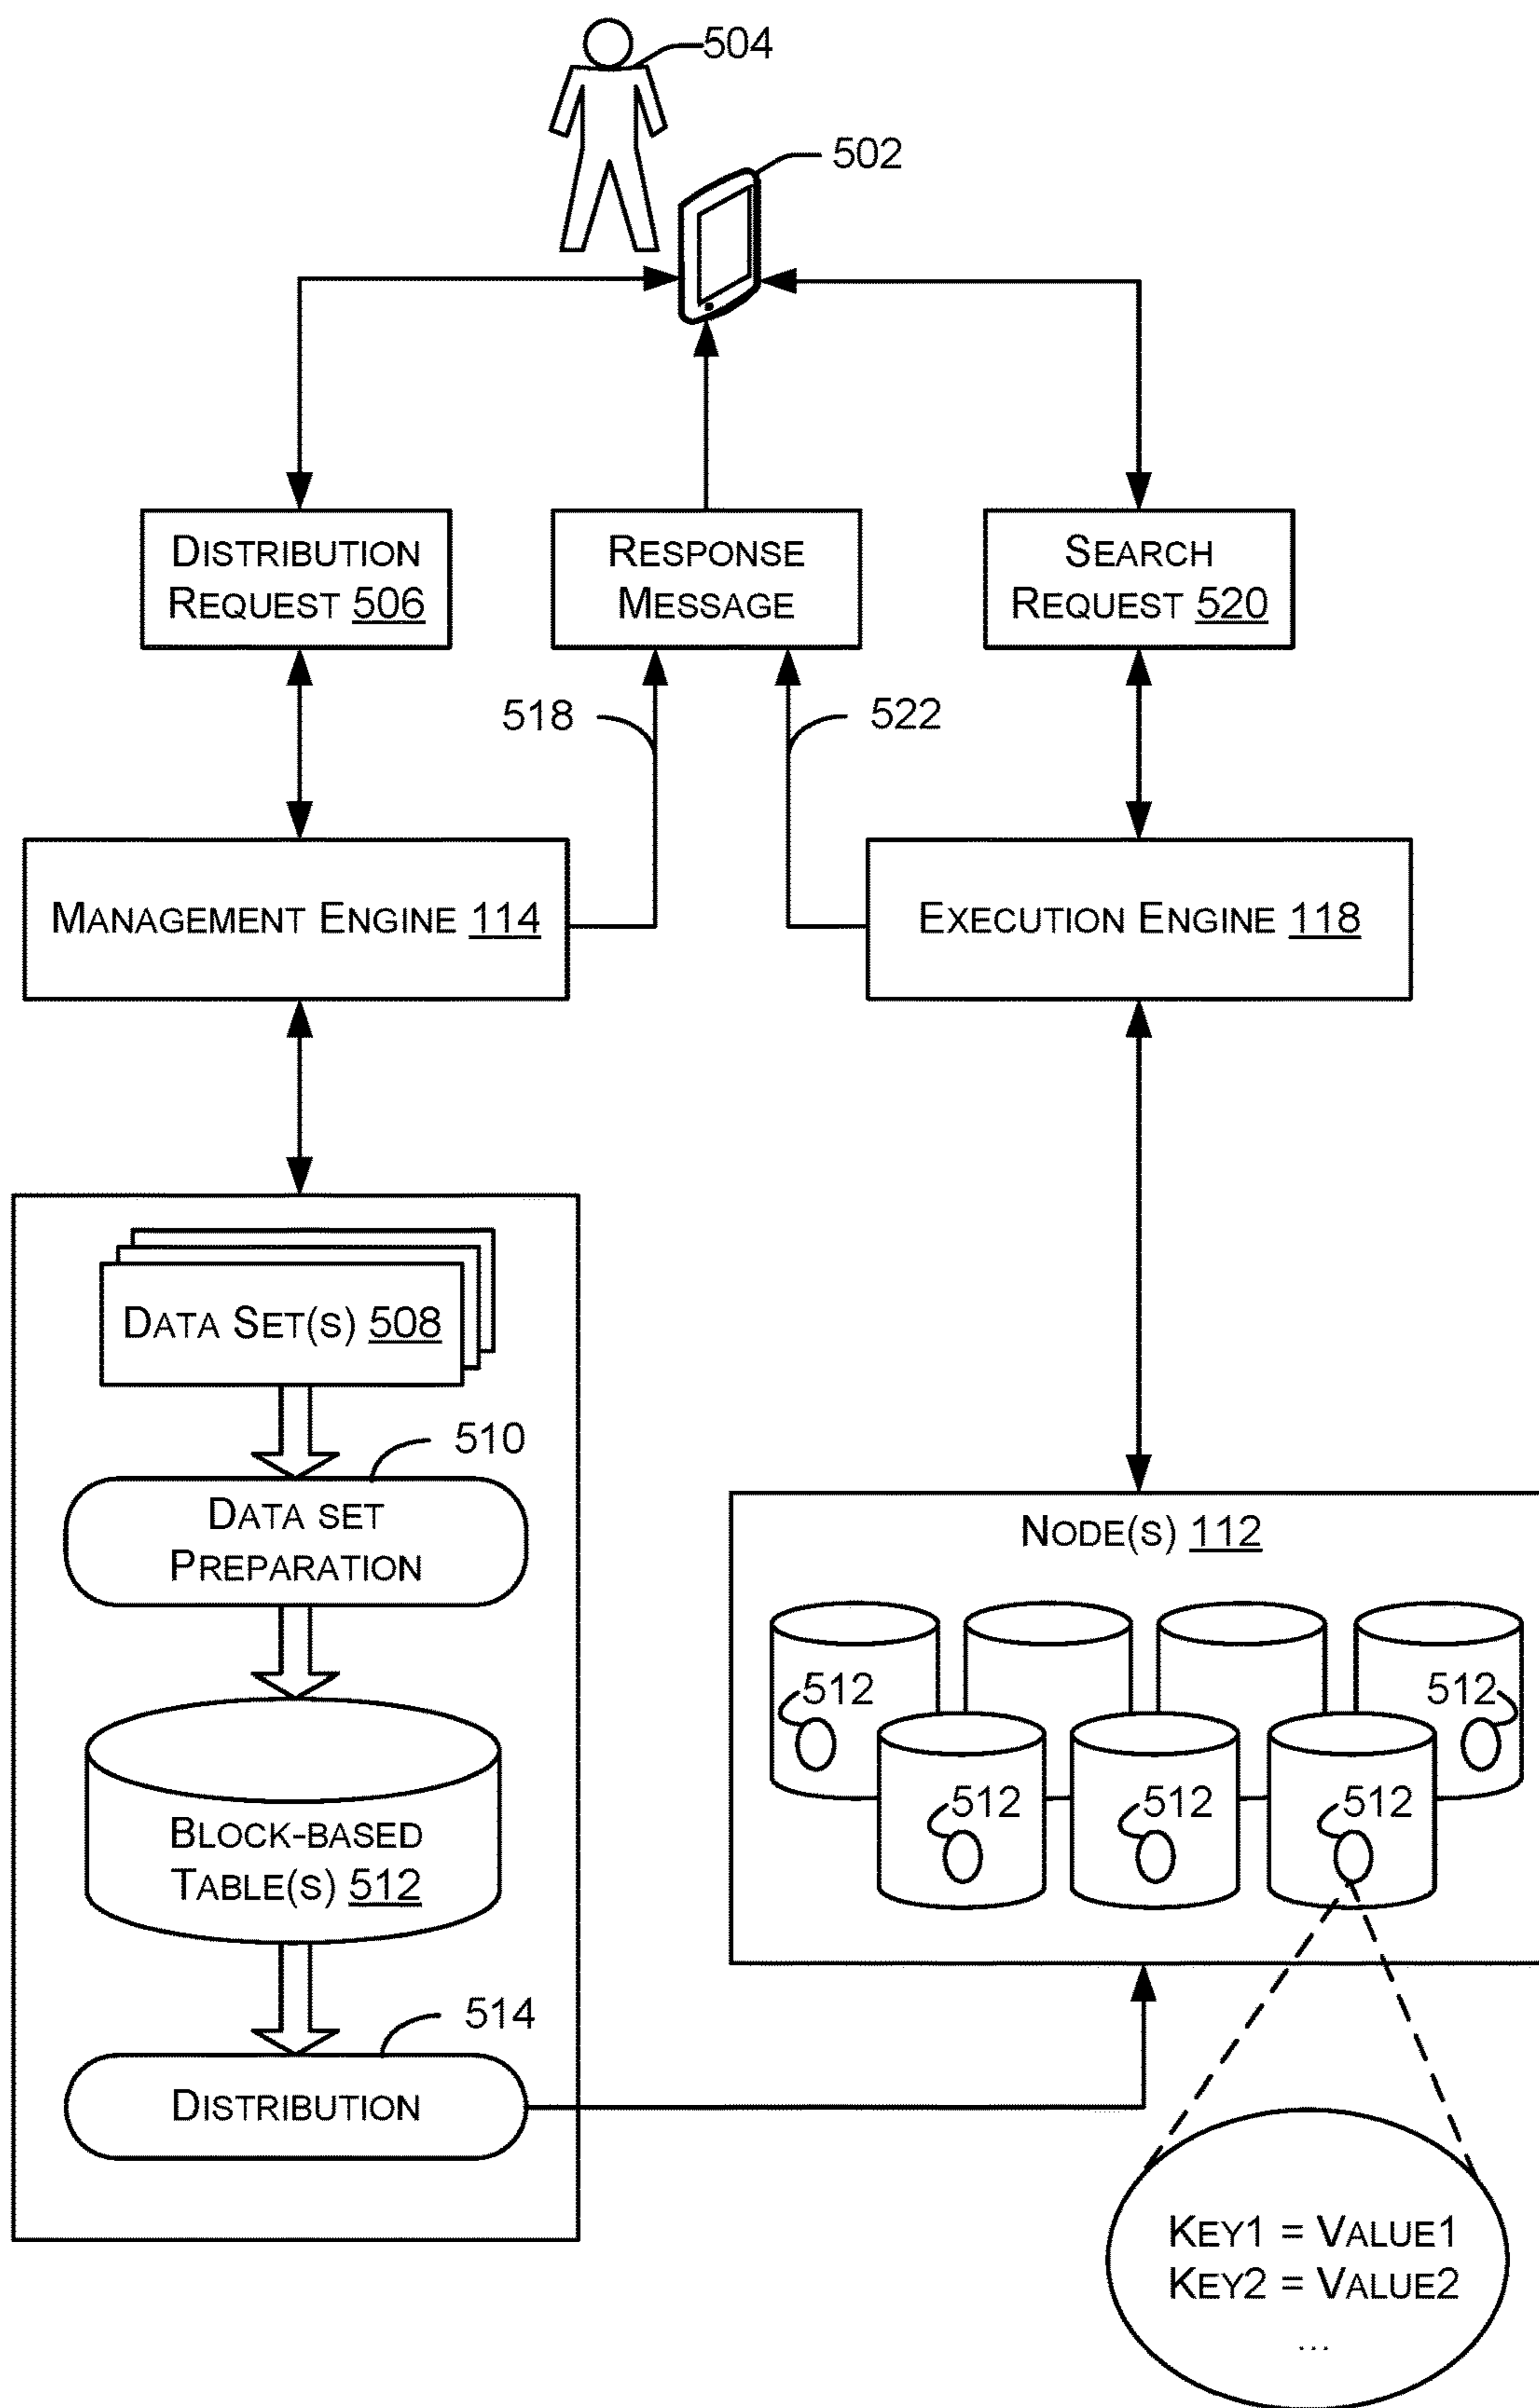 504
502
DISTRIBUTION
REQUEST 506
RESPONSE
MESSAGE
SEARCH
REQUEST 520
518
522
MANAGEMENT ENGINE 114
EXECUTION ENGINE 118
DATA SET(S) 508
510
DATA SET
PREPARATION
NODE(S) 112
512
512
512
512
512
BLOCK-BASED
TABLE(S) 512
514
DISTRIBUTION
KEY1 = VALUE1
KEY2 = VALUE2
...